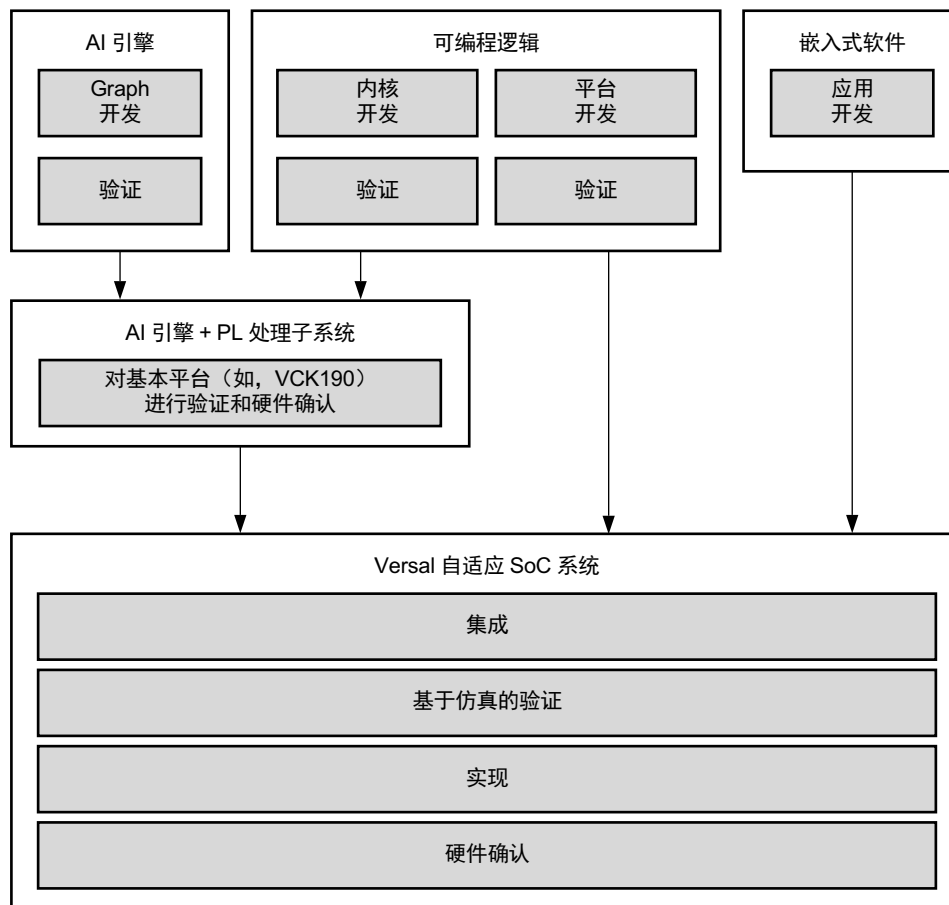 AI 引擎
Graph
开发
验证
可编程逻辑
内核
开发
平台
开发
验证
验证
嵌入式软件
应用
开发
AI 引擎 + PL 处理子系统
对基本平台（如，VCK190）
进行验证和硬件确认
Versal 自适应 SoC 系统
集成
基于仿真的验证
实现
硬件确认